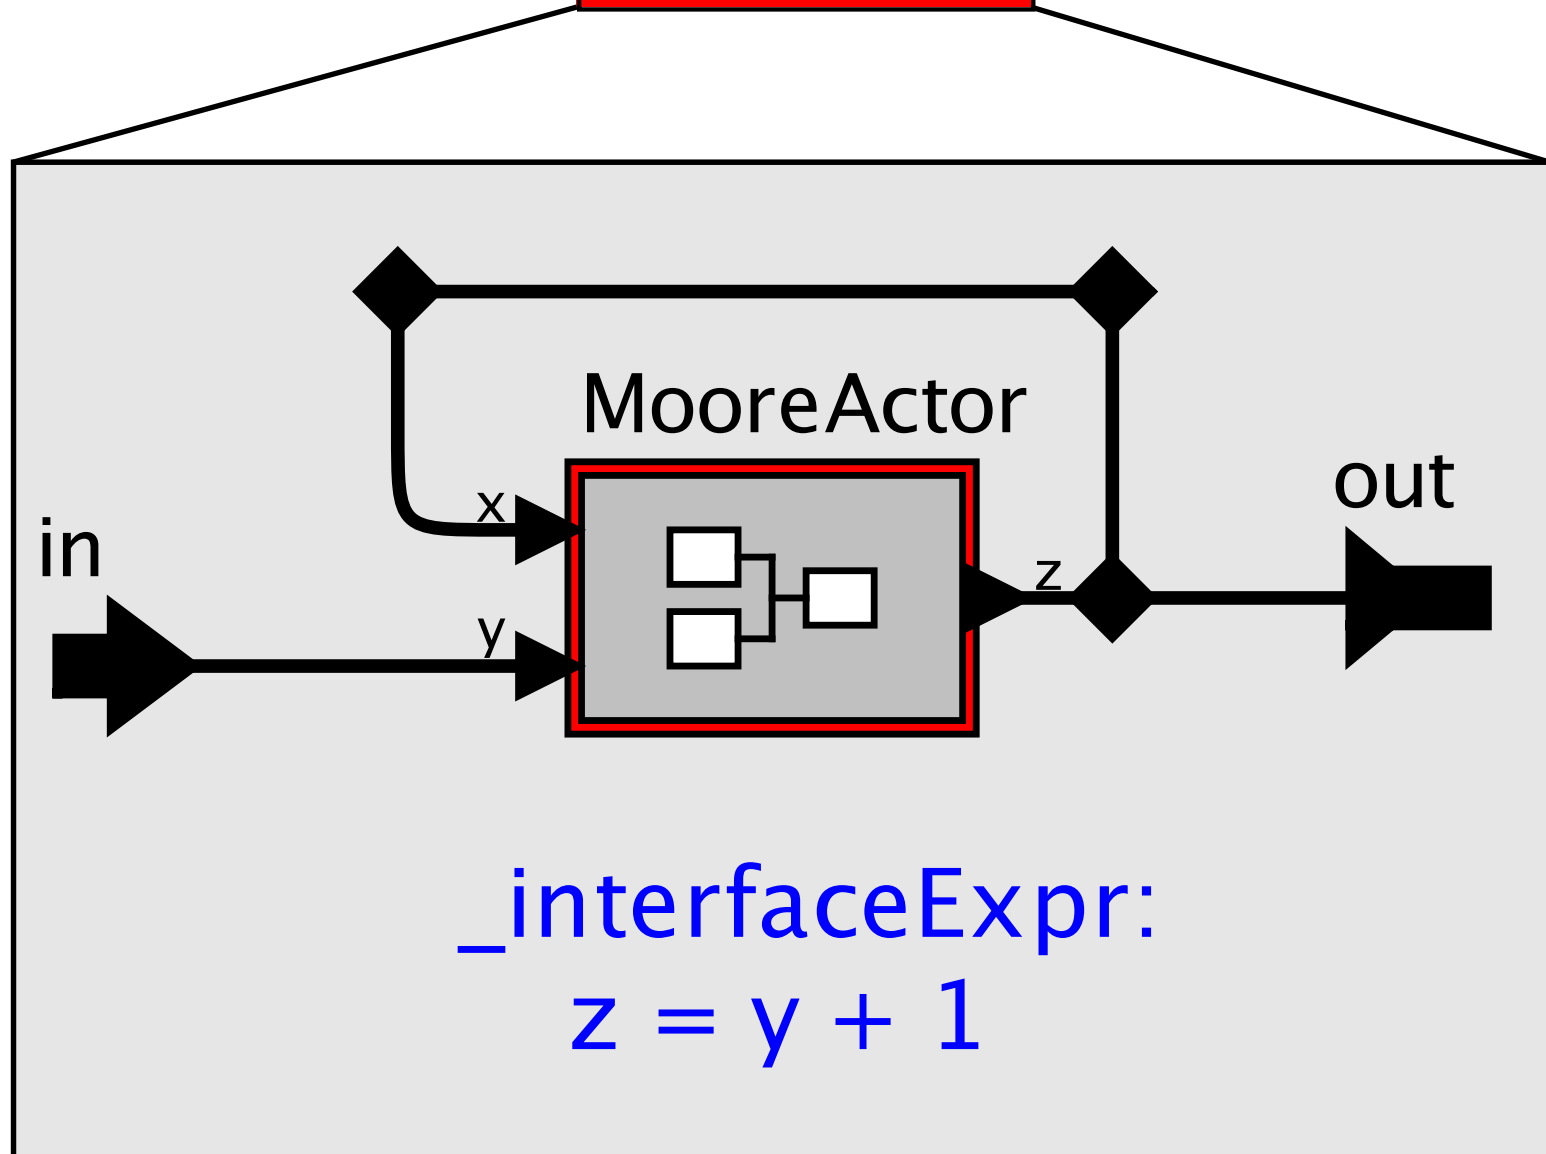 MooreActor
out
x
in
z
y
_interfaceExpr:
z = y + 1